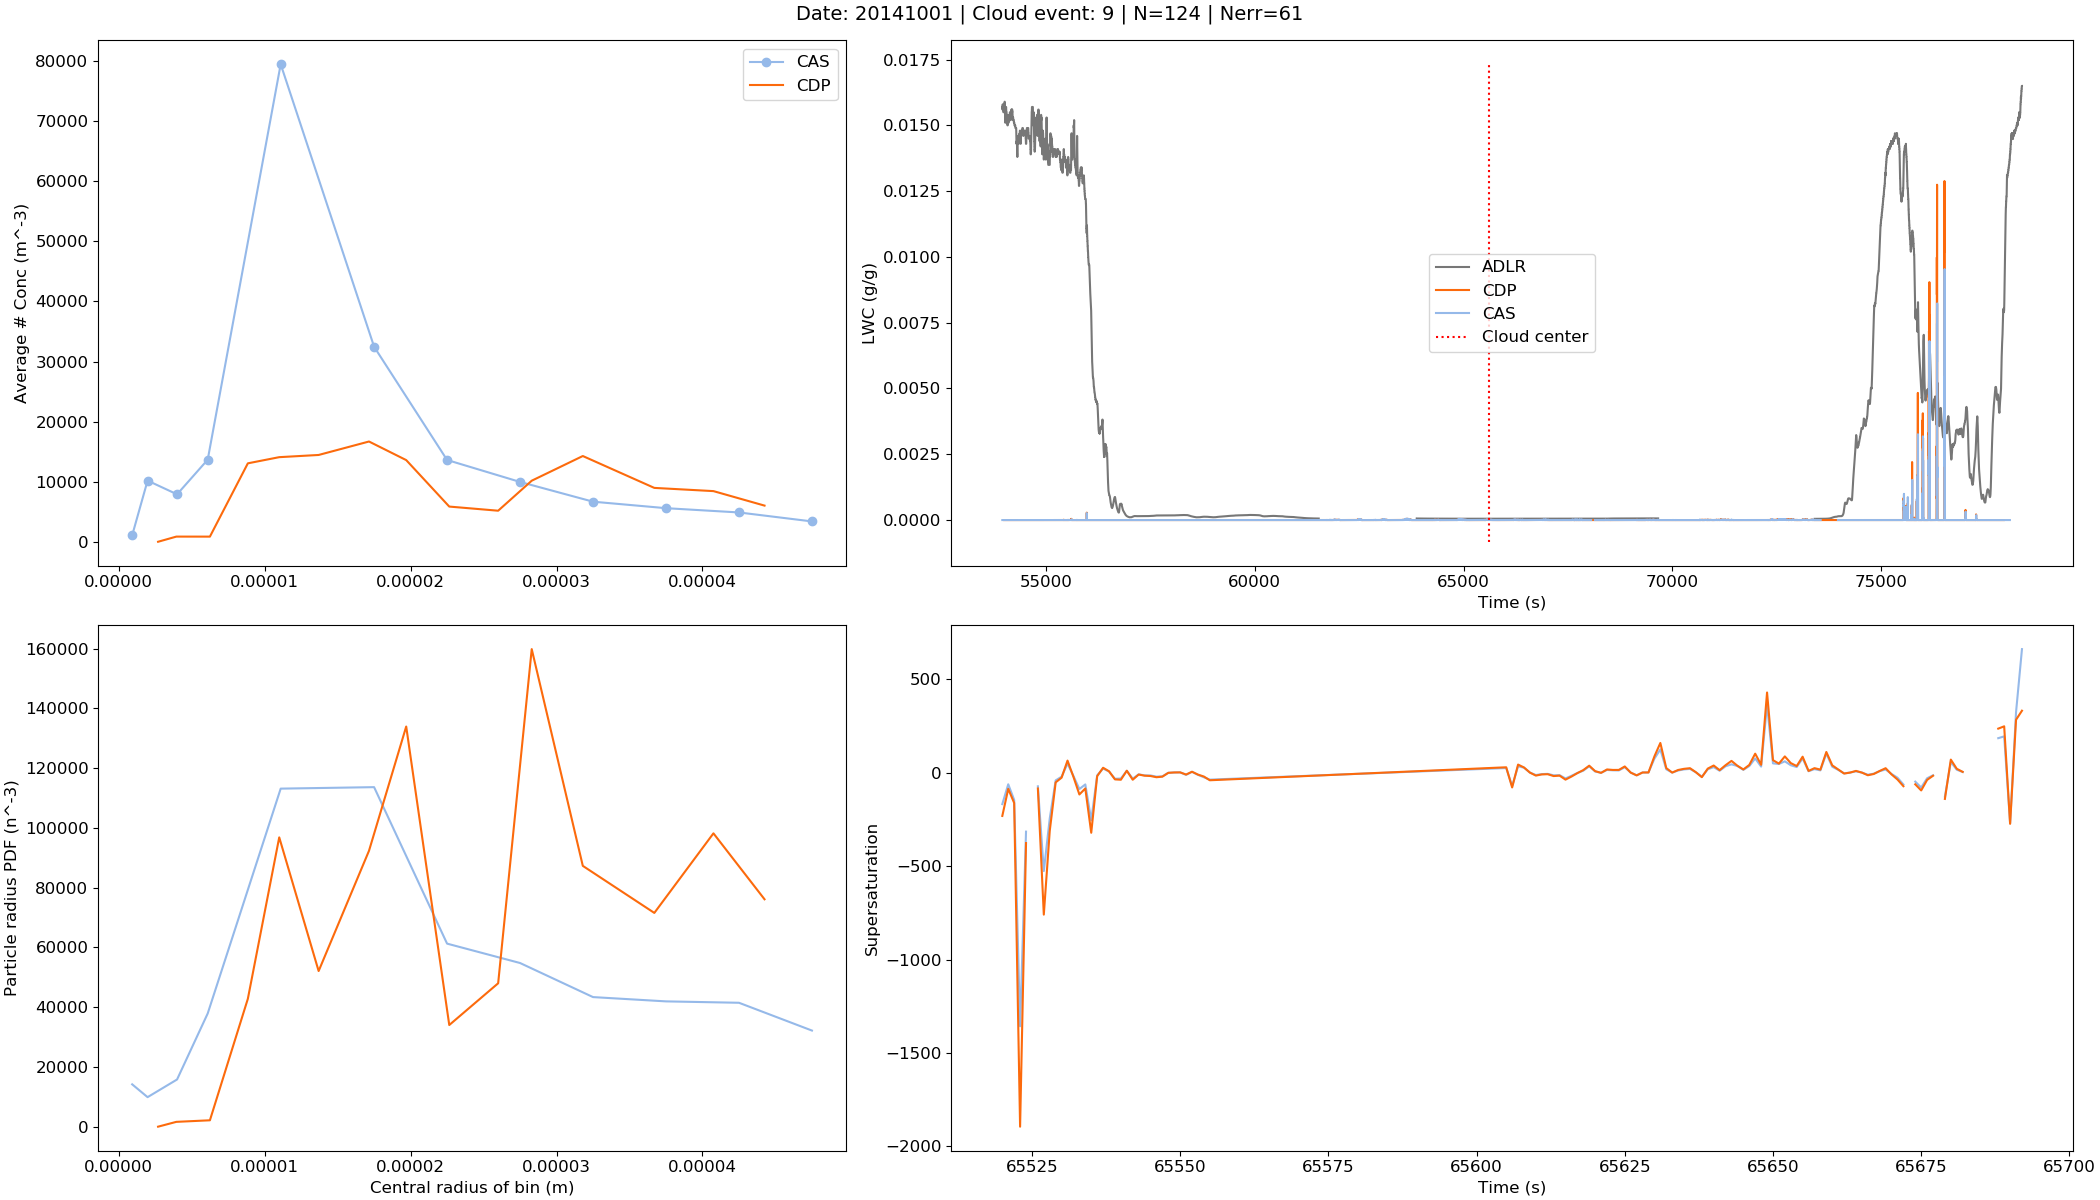 Date: 20141001 | Cloud event: 9 | N=124 | Nerr=61
Average # Conc (m^-3)
80000
70000
60000
50000
40000
30000
20000
10000
0
0.00000 0.00001 0.00002 0.00003 0.00004
CAS
CDP
LWC (g/g)
0.0175
0.0150
0.0125
0.0100
0.0075
0.0050
0.0025
0.0000
55000 60000 65000 70000 75000
Time (s)
ADLR
CDP
CAS
Cloud center
Particle radius PDF (n^-3)
160000
140000
120000
100000
80000
60000
40000
20000
0
0.00000 0.00001 0.00002 0.00003 0.00004
Central radius of bin (m)
Supersaturation
500
0
−500
−1000
−1500
−2000
65525 65550 65575 65600 65625 65650 65675 65700
Time (s)